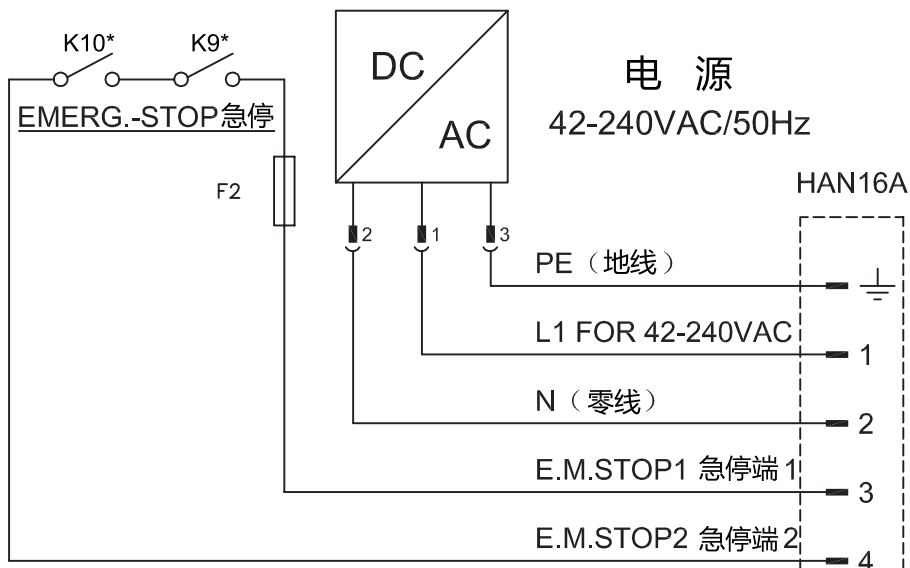 K10* K9*
EMERG.-STOP急停
F2
DC
AC
电 源
42-240VAC/50Hz
HAN16A
2 1 3
PE（地线）
L1 FOR 42-240VAC
1
N（零线）
2
E.M.STOP1 急停端 1
3
E.M.STOP2 急停端 2
4